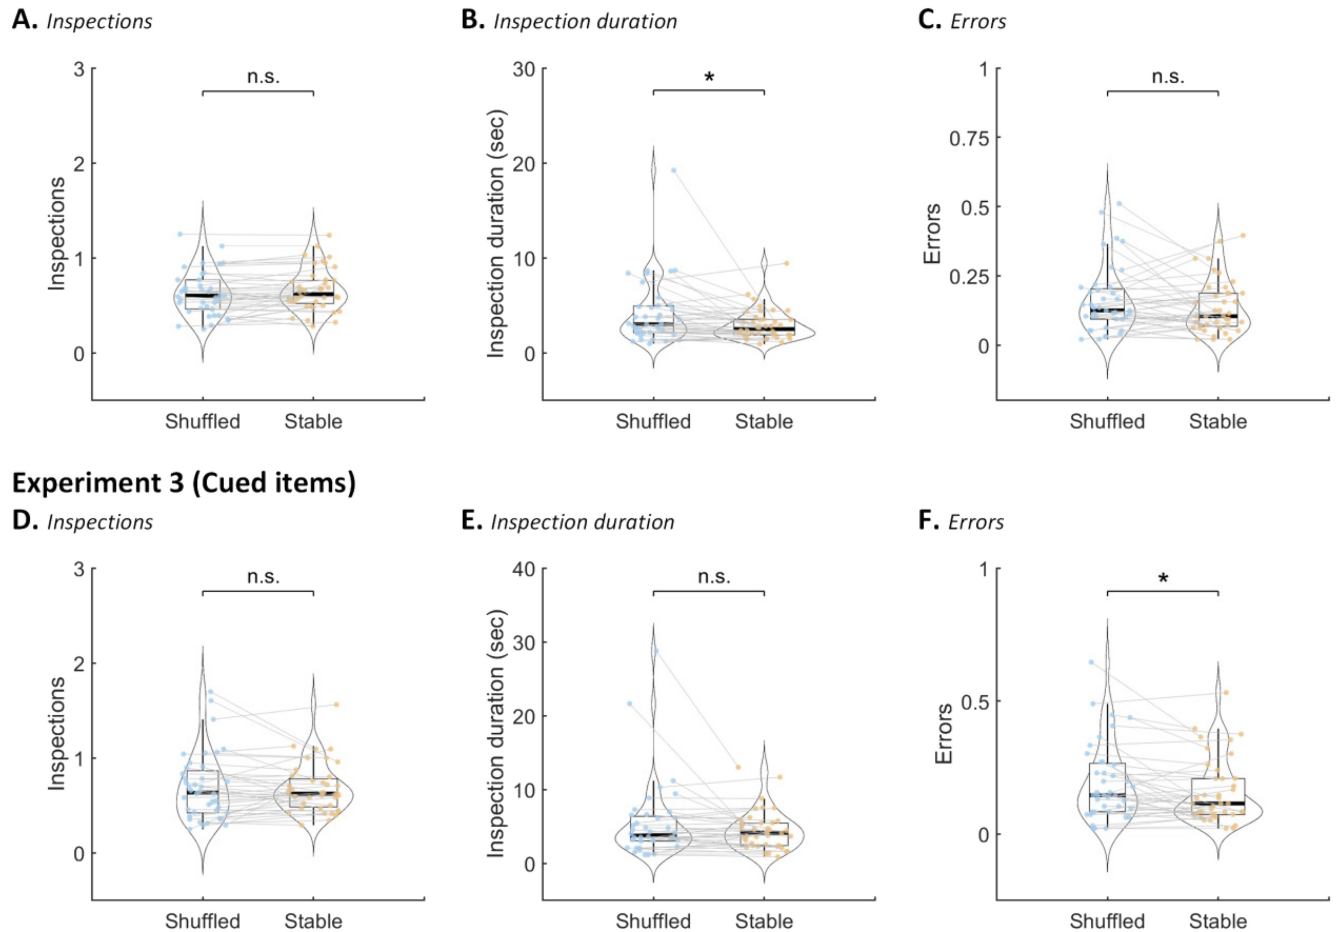 A. Inspections
B. Inspection duration
C. Errors
3
2
1
0
Inspections
n.s.
Shuffled
Stable
30
20
10
0
Inspection duration (sec)
*
Shuffled
Stable
1
0.75
0.5
0.25
0
Errors
n.s.
Shuffled
Stable
Experiment 3 (Cued items)
D. Inspections
E. Inspection duration
F. Errors
3
2
1
0
Inspections
n.s.
Shuffled
Stable
40
30
20
10
0
Inspection duration (sec)
n.s.
Shuffled
Stable
1
0.5
0
Errors
*
Shuffled
Stable